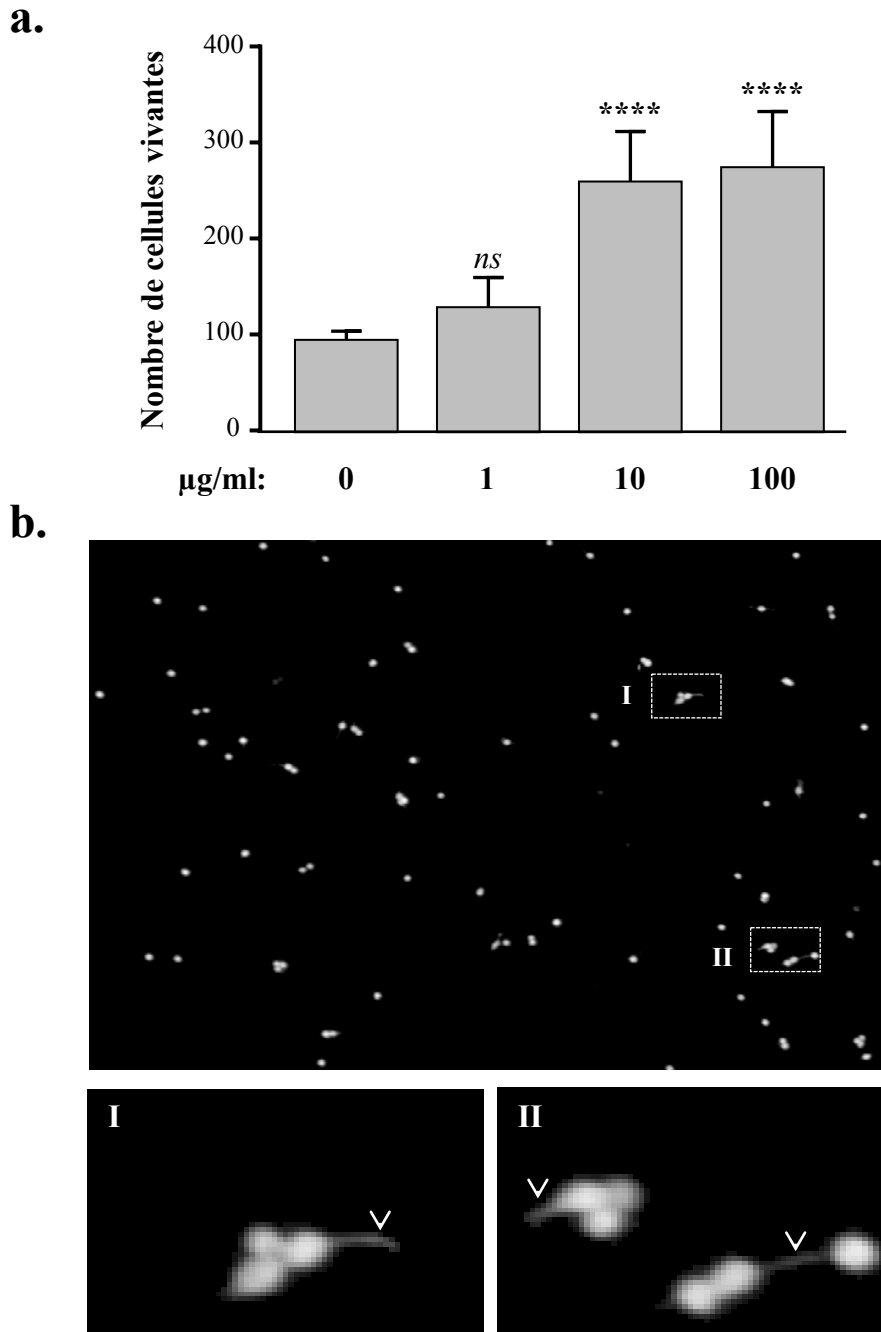 a.
Nombre de cellules vivantes
400
300
200
100
0
ns
****
****
µg/ml: 0 1 10 100
b.
I
II
I
II